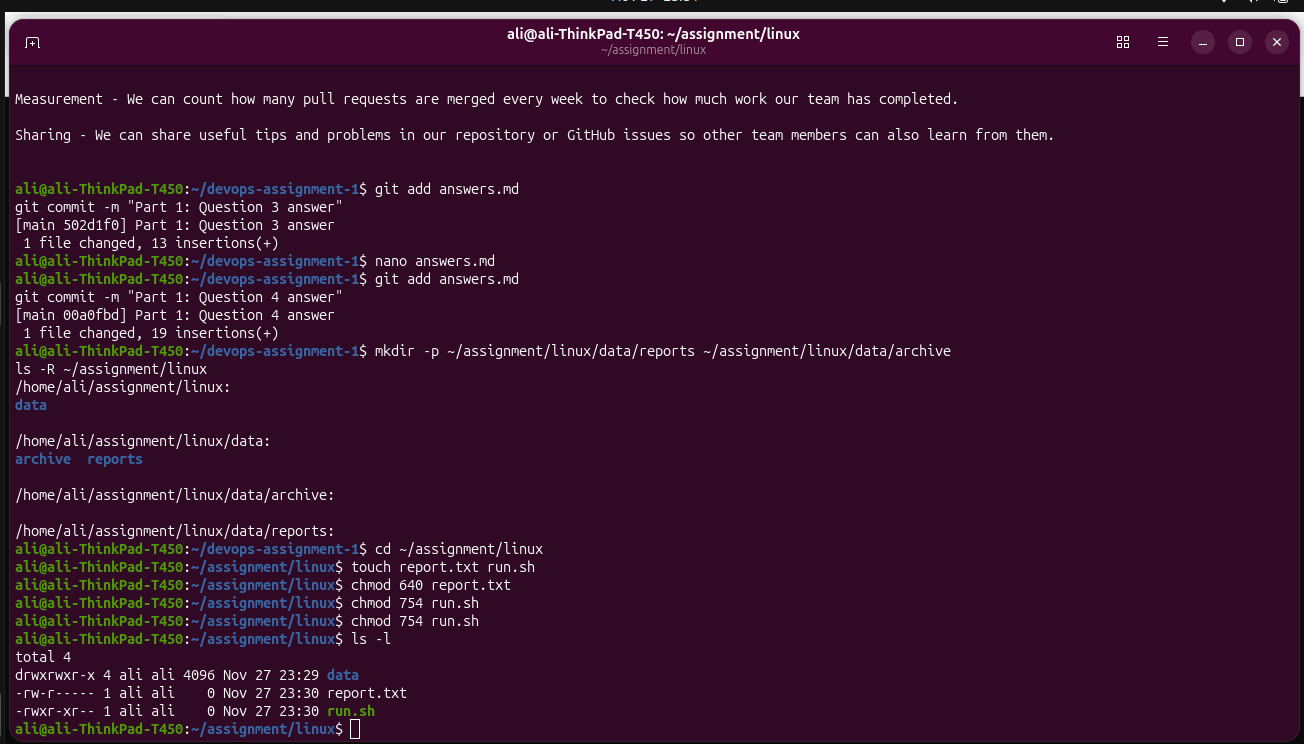 ali@ali-ThinkPad-T450: ~/assignment/linux
~/assignment/linux
Measurement - We can count how many pull requests are merged every week to check how much work our team has completed.
Sharing - We can share useful tips and problems in our repository or GitHub issues so other team members can also learn from them.
ali@ali-ThinkPad-T450:~/devops-assignment-1$ git add answers.md
git commit -m "Part 1: Question 3 answer"
[main 502d1f0] Part 1: Question 3 answer
 1 file changed, 13 insertions(+)
ali@ali-ThinkPad-T450:~/devops-assignment-1$ nano answers.md
ali@ali-ThinkPad-T450:~/devops-assignment-1$ git add answers.md
git commit -m "Part 1: Question 4 answer"
[main 00a0fbd] Part 1: Question 4 answer
 1 file changed, 19 insertions(+)
ali@ali-ThinkPad-T450:~/devops-assignment-1$ mkdir -p ~/assignment/linux/data/reports ~/assignment/linux/data/archive
ls -R ~/assignment/linux
/home/ali/assignment/linux:
data
/home/ali/assignment/linux/data:
archive  reports
/home/ali/assignment/linux/data/archive:
/home/ali/assignment/linux/data/reports:
ali@ali-ThinkPad-T450:~/devops-assignment-1$ cd ~/assignment/linux
ali@ali-ThinkPad-T450:~/assignment/linux$ touch report.txt run.sh
ali@ali-ThinkPad-T450:~/assignment/linux$ chmod 640 report.txt
ali@ali-ThinkPad-T450:~/assignment/linux$ chmod 754 run.sh
ali@ali-ThinkPad-T450:~/assignment/linux$ chmod 754 run.sh
ali@ali-ThinkPad-T450:~/assignment/linux$ ls -l
total 4
drwxrwxr-x 4 ali ali 4096 Nov 27 23:29 data
-rw-r----- 1 ali ali    0 Nov 27 23:30 report.txt
-rwxr-xr-- 1 ali ali    0 Nov 27 23:30 run.sh
ali@ali-ThinkPad-T450:~/assignment/linux$